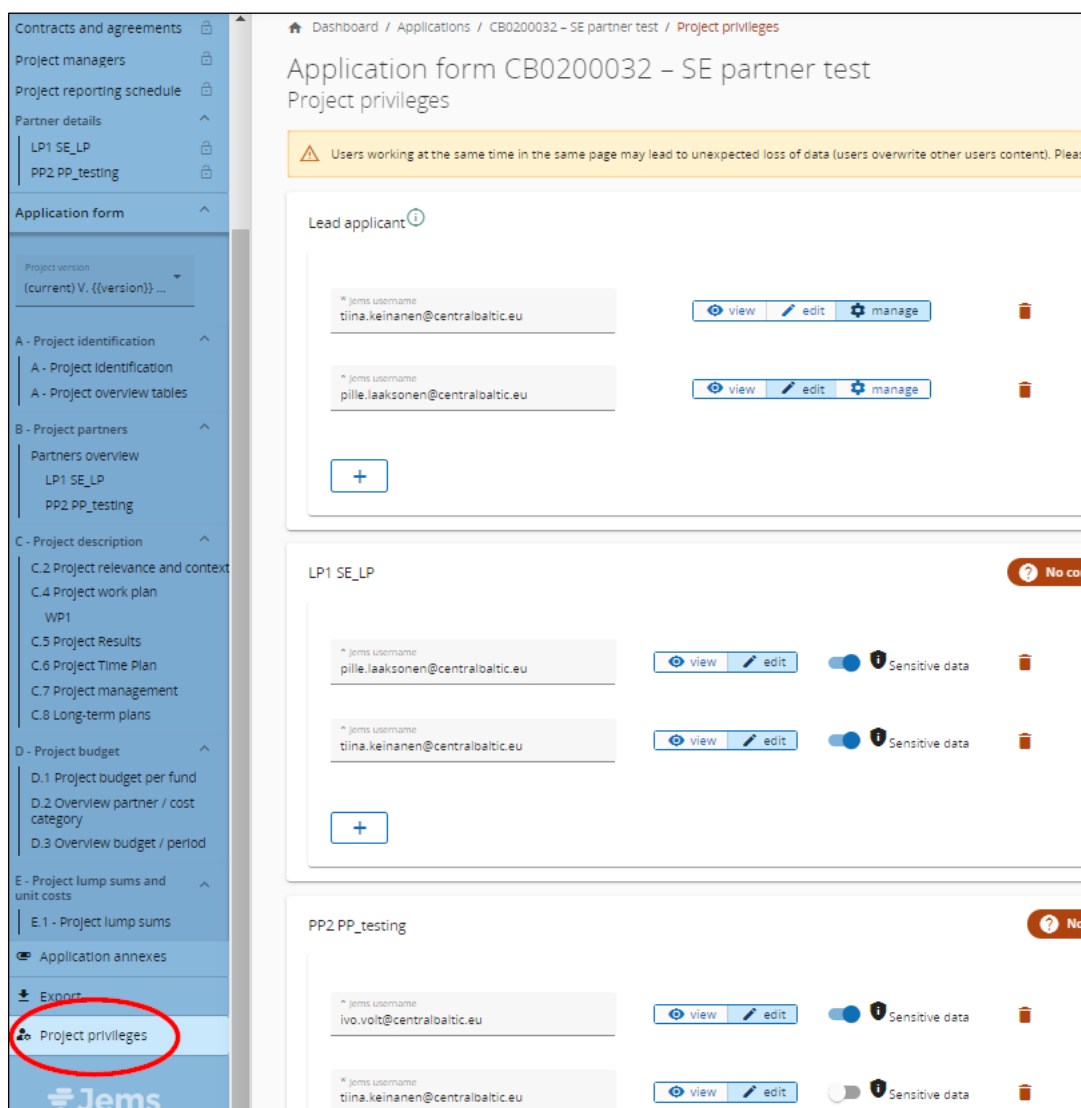 Contracts and agreements
Project managers
Project reporting schedule
Partner details
LP1 SE_LP
PP2 PP_testing
Application form
Project version
(current) V. {{version}} ...
A - Project identification
A - Project identification
A - Project overview tables
B - Project partners
Partners overview
LP1 SE_LP
PP2 PP_testing
C - Project description
C.2 Project relevance and context
C.4 Project work plan
WP1
C.5 Project Results
C.6 Project Time Plan
C.7 Project management
C.8 Long-term plans
D - Project budget
D.1 Project budget per fund
D.2 Overview partner / cost
category
D.3 Overview budget / period
E - Project lump sums and
unit costs
E.1 - Project lump sums
Application annexes
Export
Project privileges
Jems
Dashboard / Applications / CB0200032 – SE partner test / Project privileges
Application form CB0200032 – SE partner test
Project privileges
Users working at the same time in the same page may lead to unexpected loss of data (users overwrite other users content). Pleas
Lead applicant
* Jems username
tiina.keinanen@centralbaltic.eu
view edit manage
* Jems username
pille.laaksonen@centralbaltic.eu
view edit manage
+
LP1 SE_LP
No co
* Jems username
pille.laaksonen@centralbaltic.eu
view edit Sensitive data
* Jems username
tiina.keinanen@centralbaltic.eu
view edit Sensitive data
+
PP2 PP_testing
No
* Jems username
ivo.volt@centralbaltic.eu
view edit Sensitive data
* Jems username
tiina.keinanen@centralbaltic.eu
view edit Sensitive data